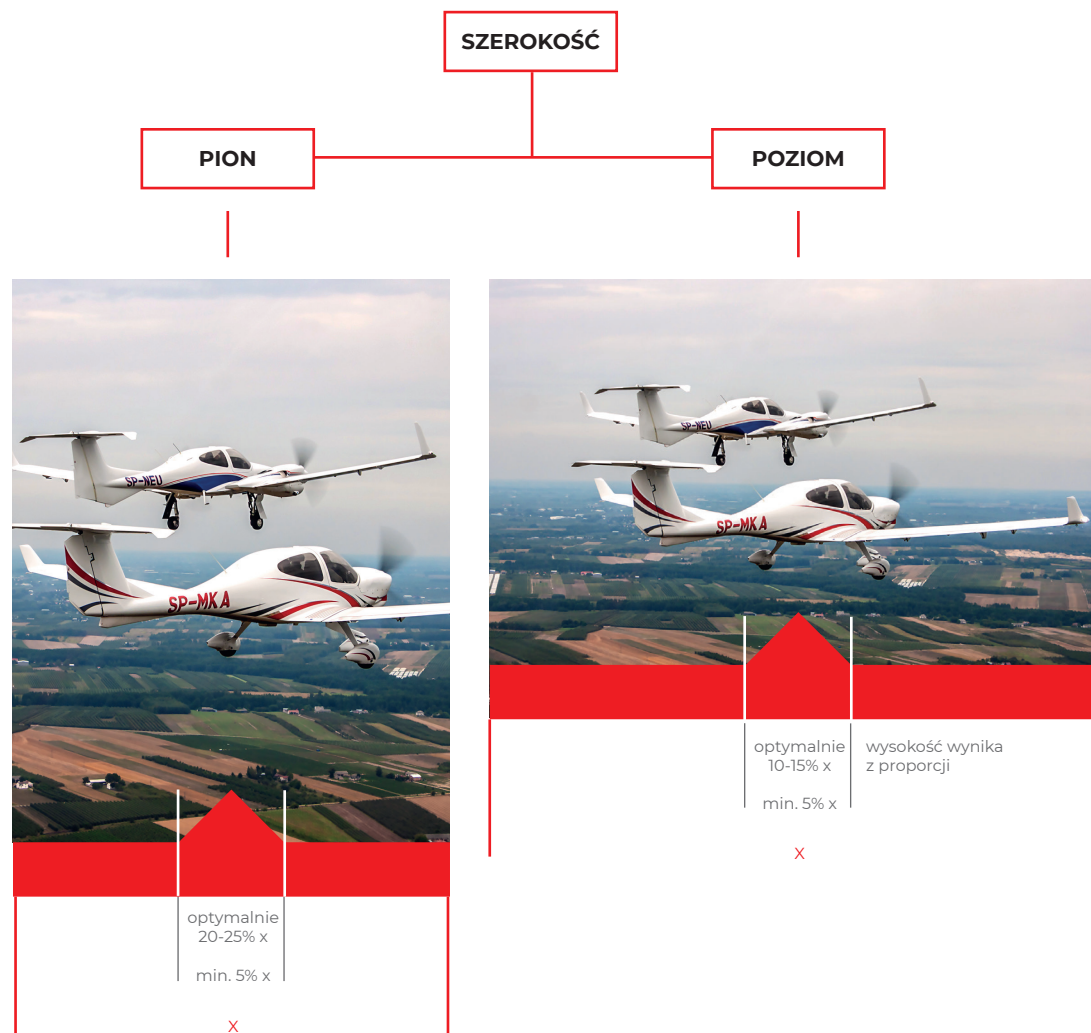 SZEROKOŚĆ
PION
POZIOM
SP-NEU
SP-MKA
optymalnie
20-25% x
min. 5% x
X
SP-NEU
SP-MKA
optymalnie
10-15% x
min. 5% x
wysokość wynika
z proporcji
X